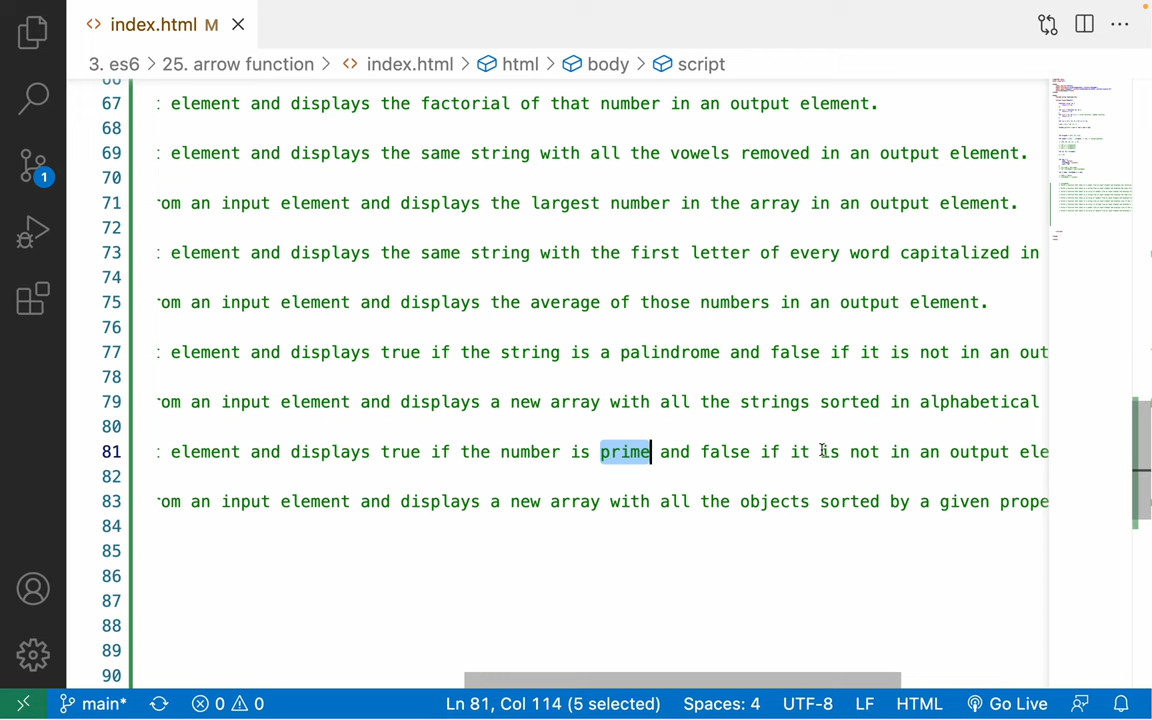 index.html M
3. es6 > 25. arrow function > index.html > html > body > script
66
67 : element and displays the factorial of that number in an output element.
68
69 : element and displays the same string with all the vowels removed in an output element.
70
71 rom an input element and displays the largest number in the array in an output element.
72
73 : element and displays the same string with the first letter of every word capitalized in
74
75 rom an input element and displays the average of those numbers in an output element.
76
77 : element and displays true if the string is a palindrome and false if it is not in an out
78
79 rom an input element and displays a new array with all the strings sorted in alphabetical
80
81 : element and displays true if the number is prime and false if it is not in an output ele
82
83 rom an input element and displays a new array with all the objects sorted by a given prope
84
85
86
87
88
89
90
1
main* 0 0 Ln 81, Col 114 (5 selected) Spaces: 4 UTF-8 LF HTML Go Live